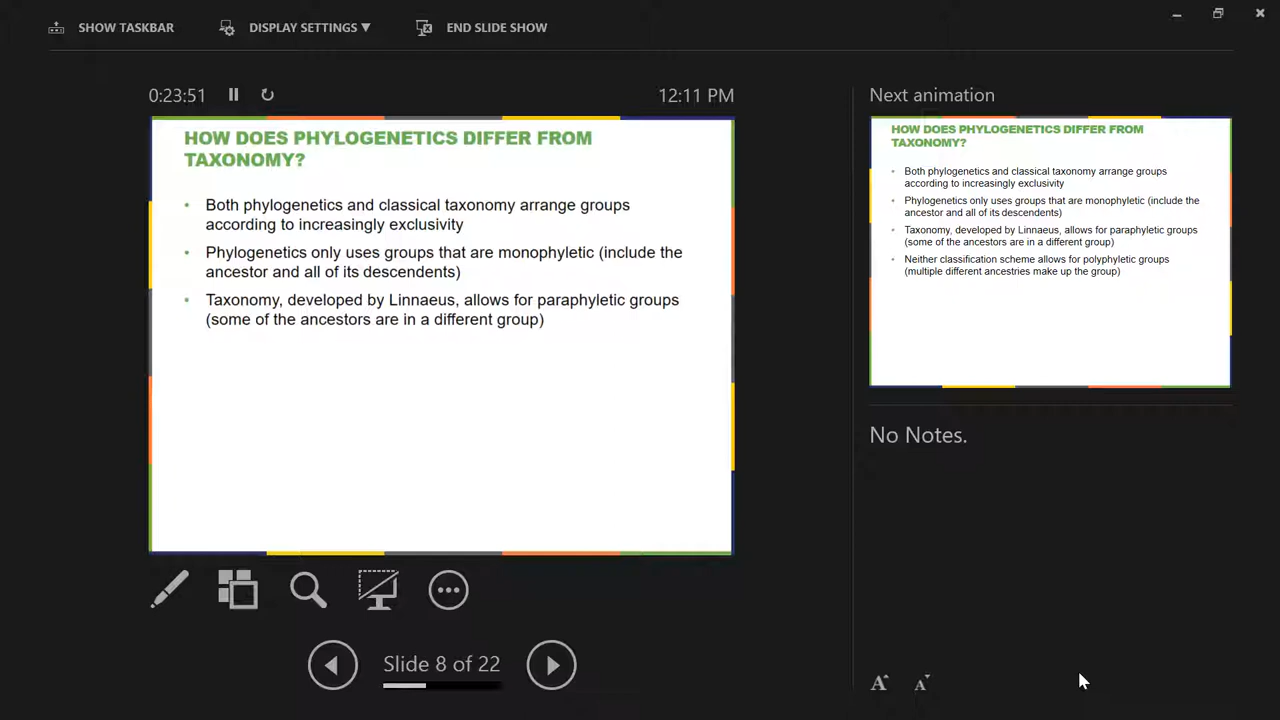 SHOW TASKBAR
DISPLAY SETTINGS ▼
END SLIDE SHOW
0:23:51
12:11 PM
HOW DOES PHYLOGENETICS DIFFER FROM
TAXONOMY?
• Both phylogenetics and classical taxonomy arrange groups
according to increasingly exclusivity
• Phylogenetics only uses groups that are monophyletic (include the
ancestor and all of its descendents)
• Taxonomy, developed by Linnaeus, allows for paraphyletic groups
(some of the ancestors are in a different group)
Slide 8 of 22
Next animation
HOW DOES PHYLOGENETICS DIFFER FROM
TAXONOMY?
• Both phylogenetics and classical taxonomy arrange groups
according to increasingly exclusivity
• Phylogenetics only uses groups that are monophyletic (include the
ancestor and all of its descendents)
• Taxonomy, developed by Linnaeus, allows for paraphyletic groups
(some of the ancestors are in a different group)
• Neither classification scheme allows for polyphyletic groups
(multiple different ancestries make up the group)
No Notes.
A A